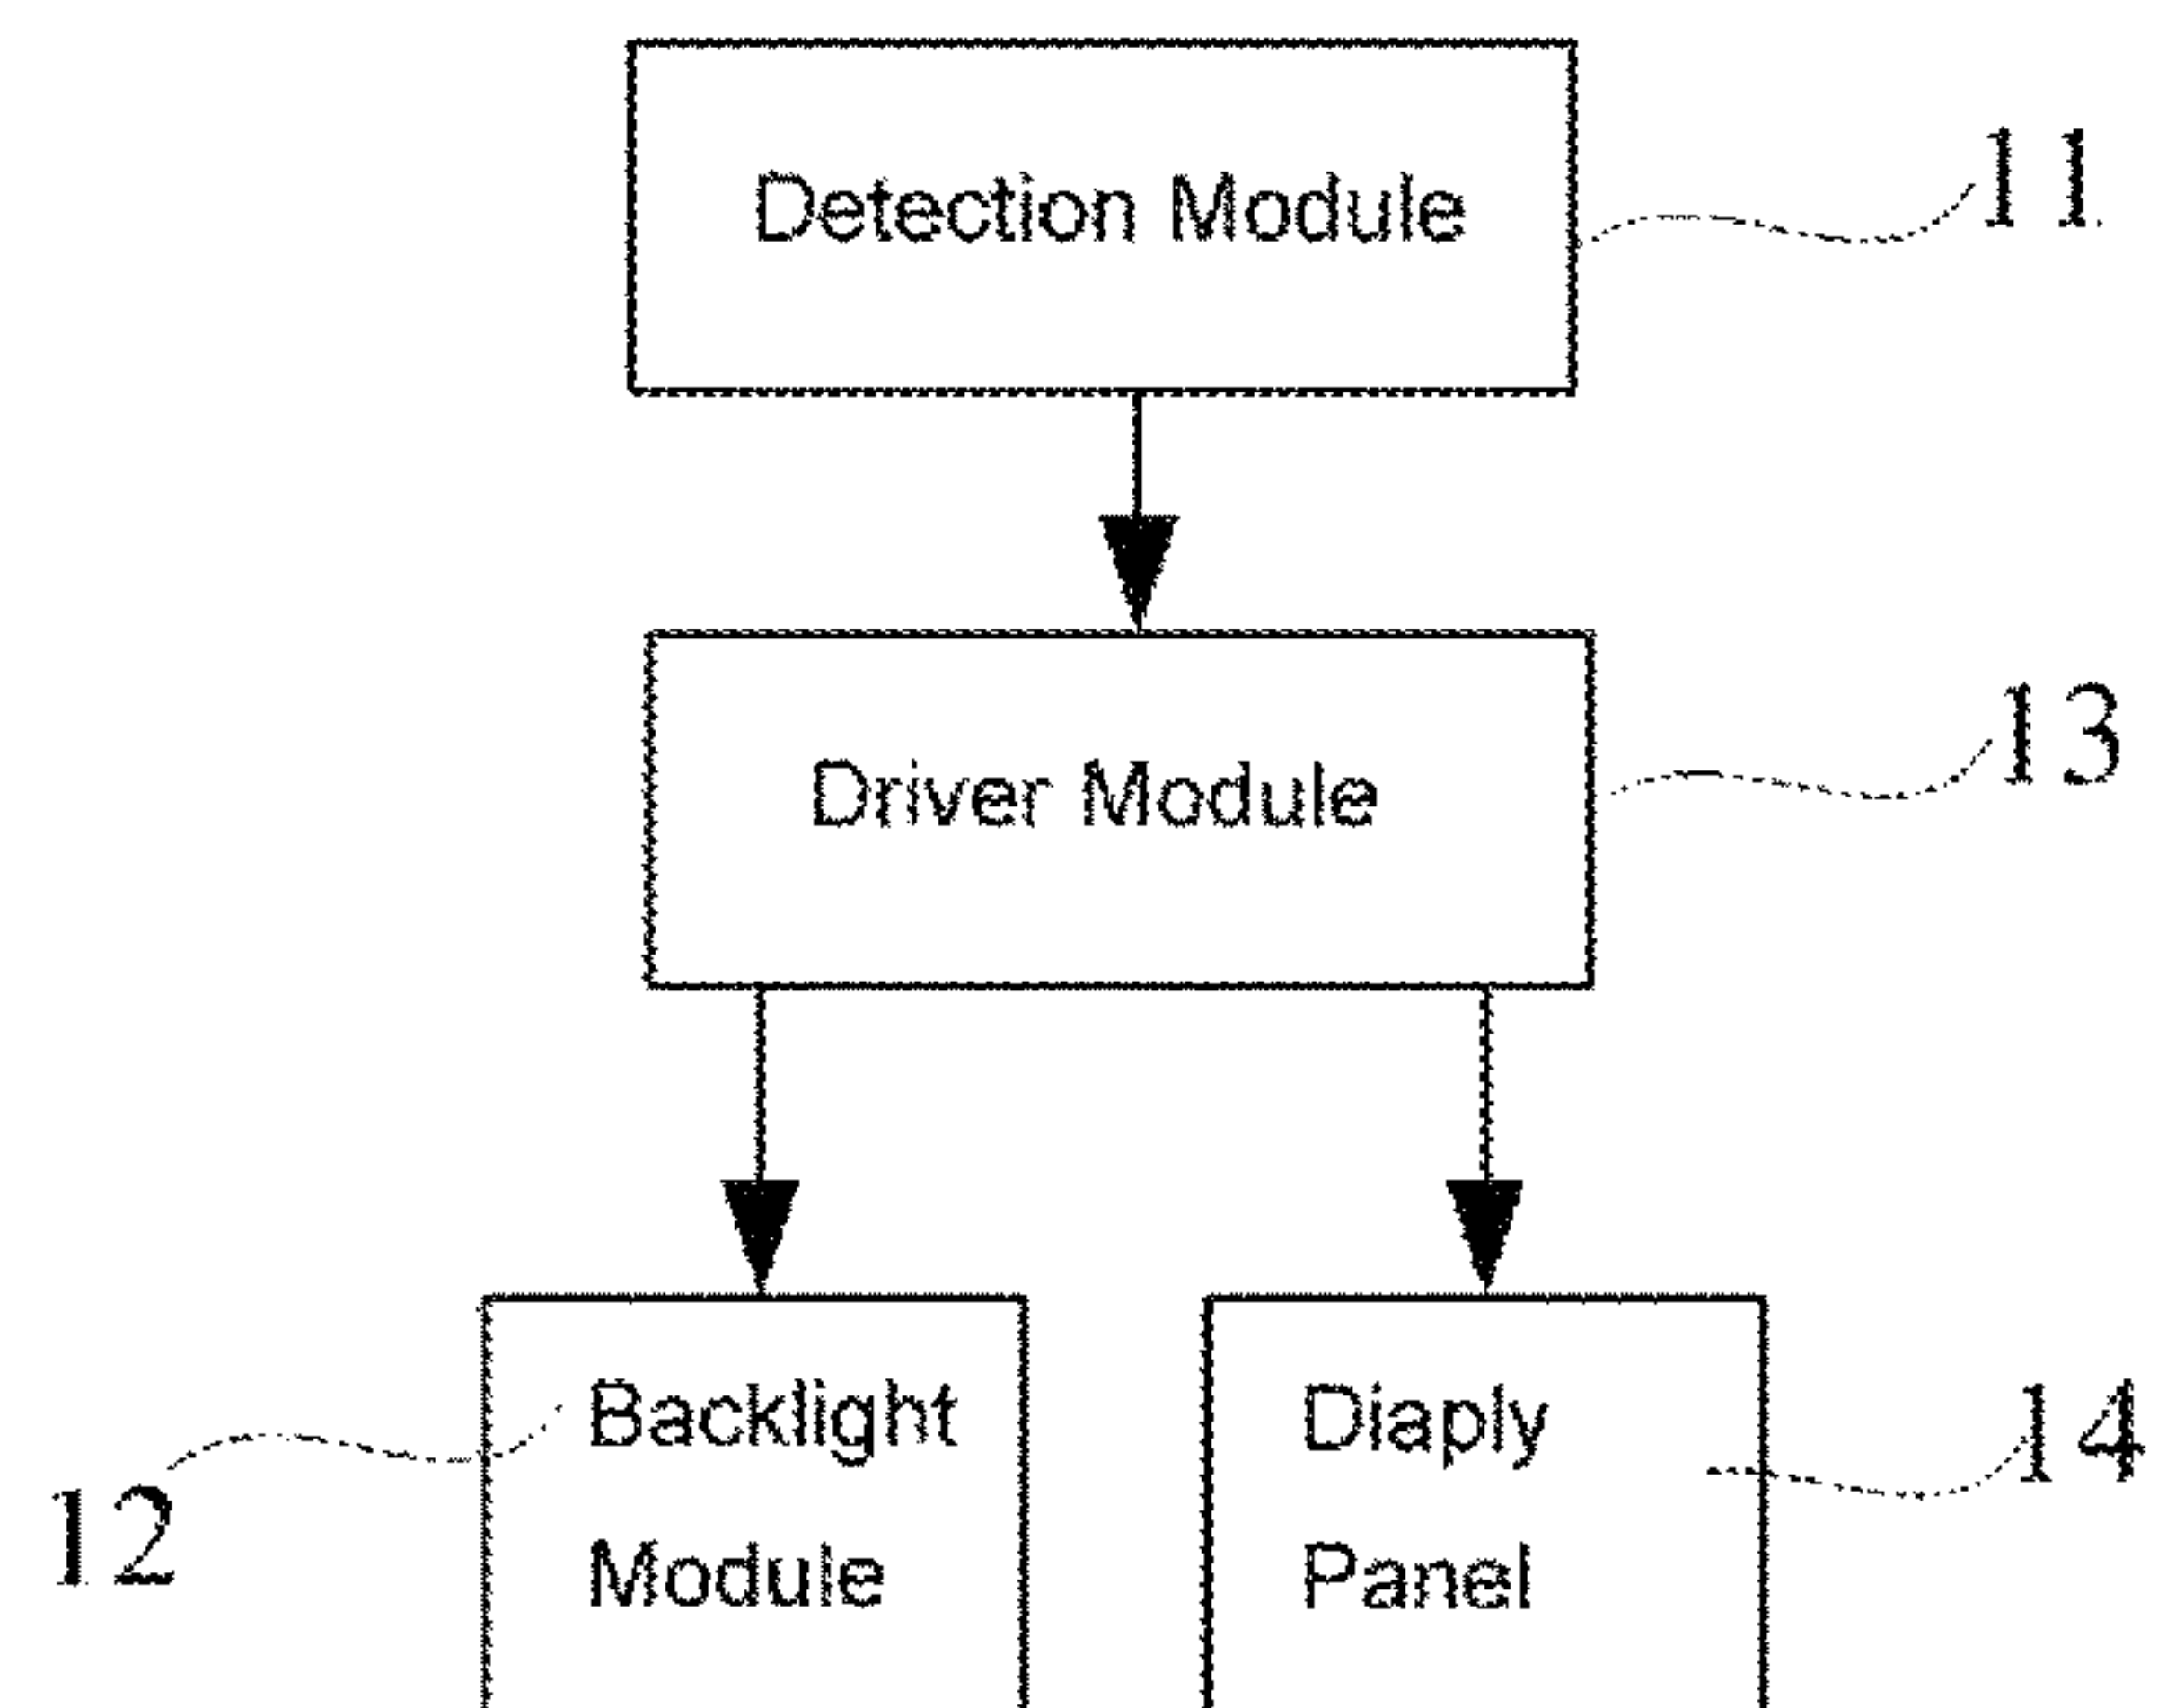 Detection Module
11
Driver Module
13
Backlight
Module
12
Diaply
Panel
14